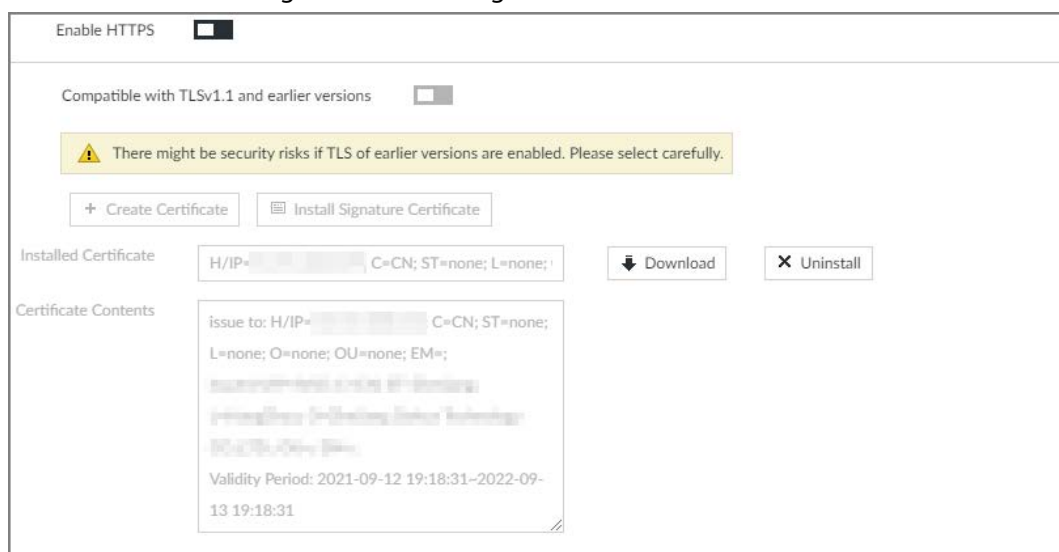 Enable HTTPS
Compatible with TLSv1.1 and earlier versions
There might be security risks if TLS of earlier versions are enabled. Please select carefully.
+ Create Certificate Install Signature Certificate
Installed Certificate H/IP= C=CN; ST=none; L=none; Download Uninstall
Certificate Contents
issue to: H/IP= C=CN; ST=none;
L=none; O=none; OU=none; EM=;
Validity Period: 2021-09-12 19:18:31~2022-09-
13 19:18:31